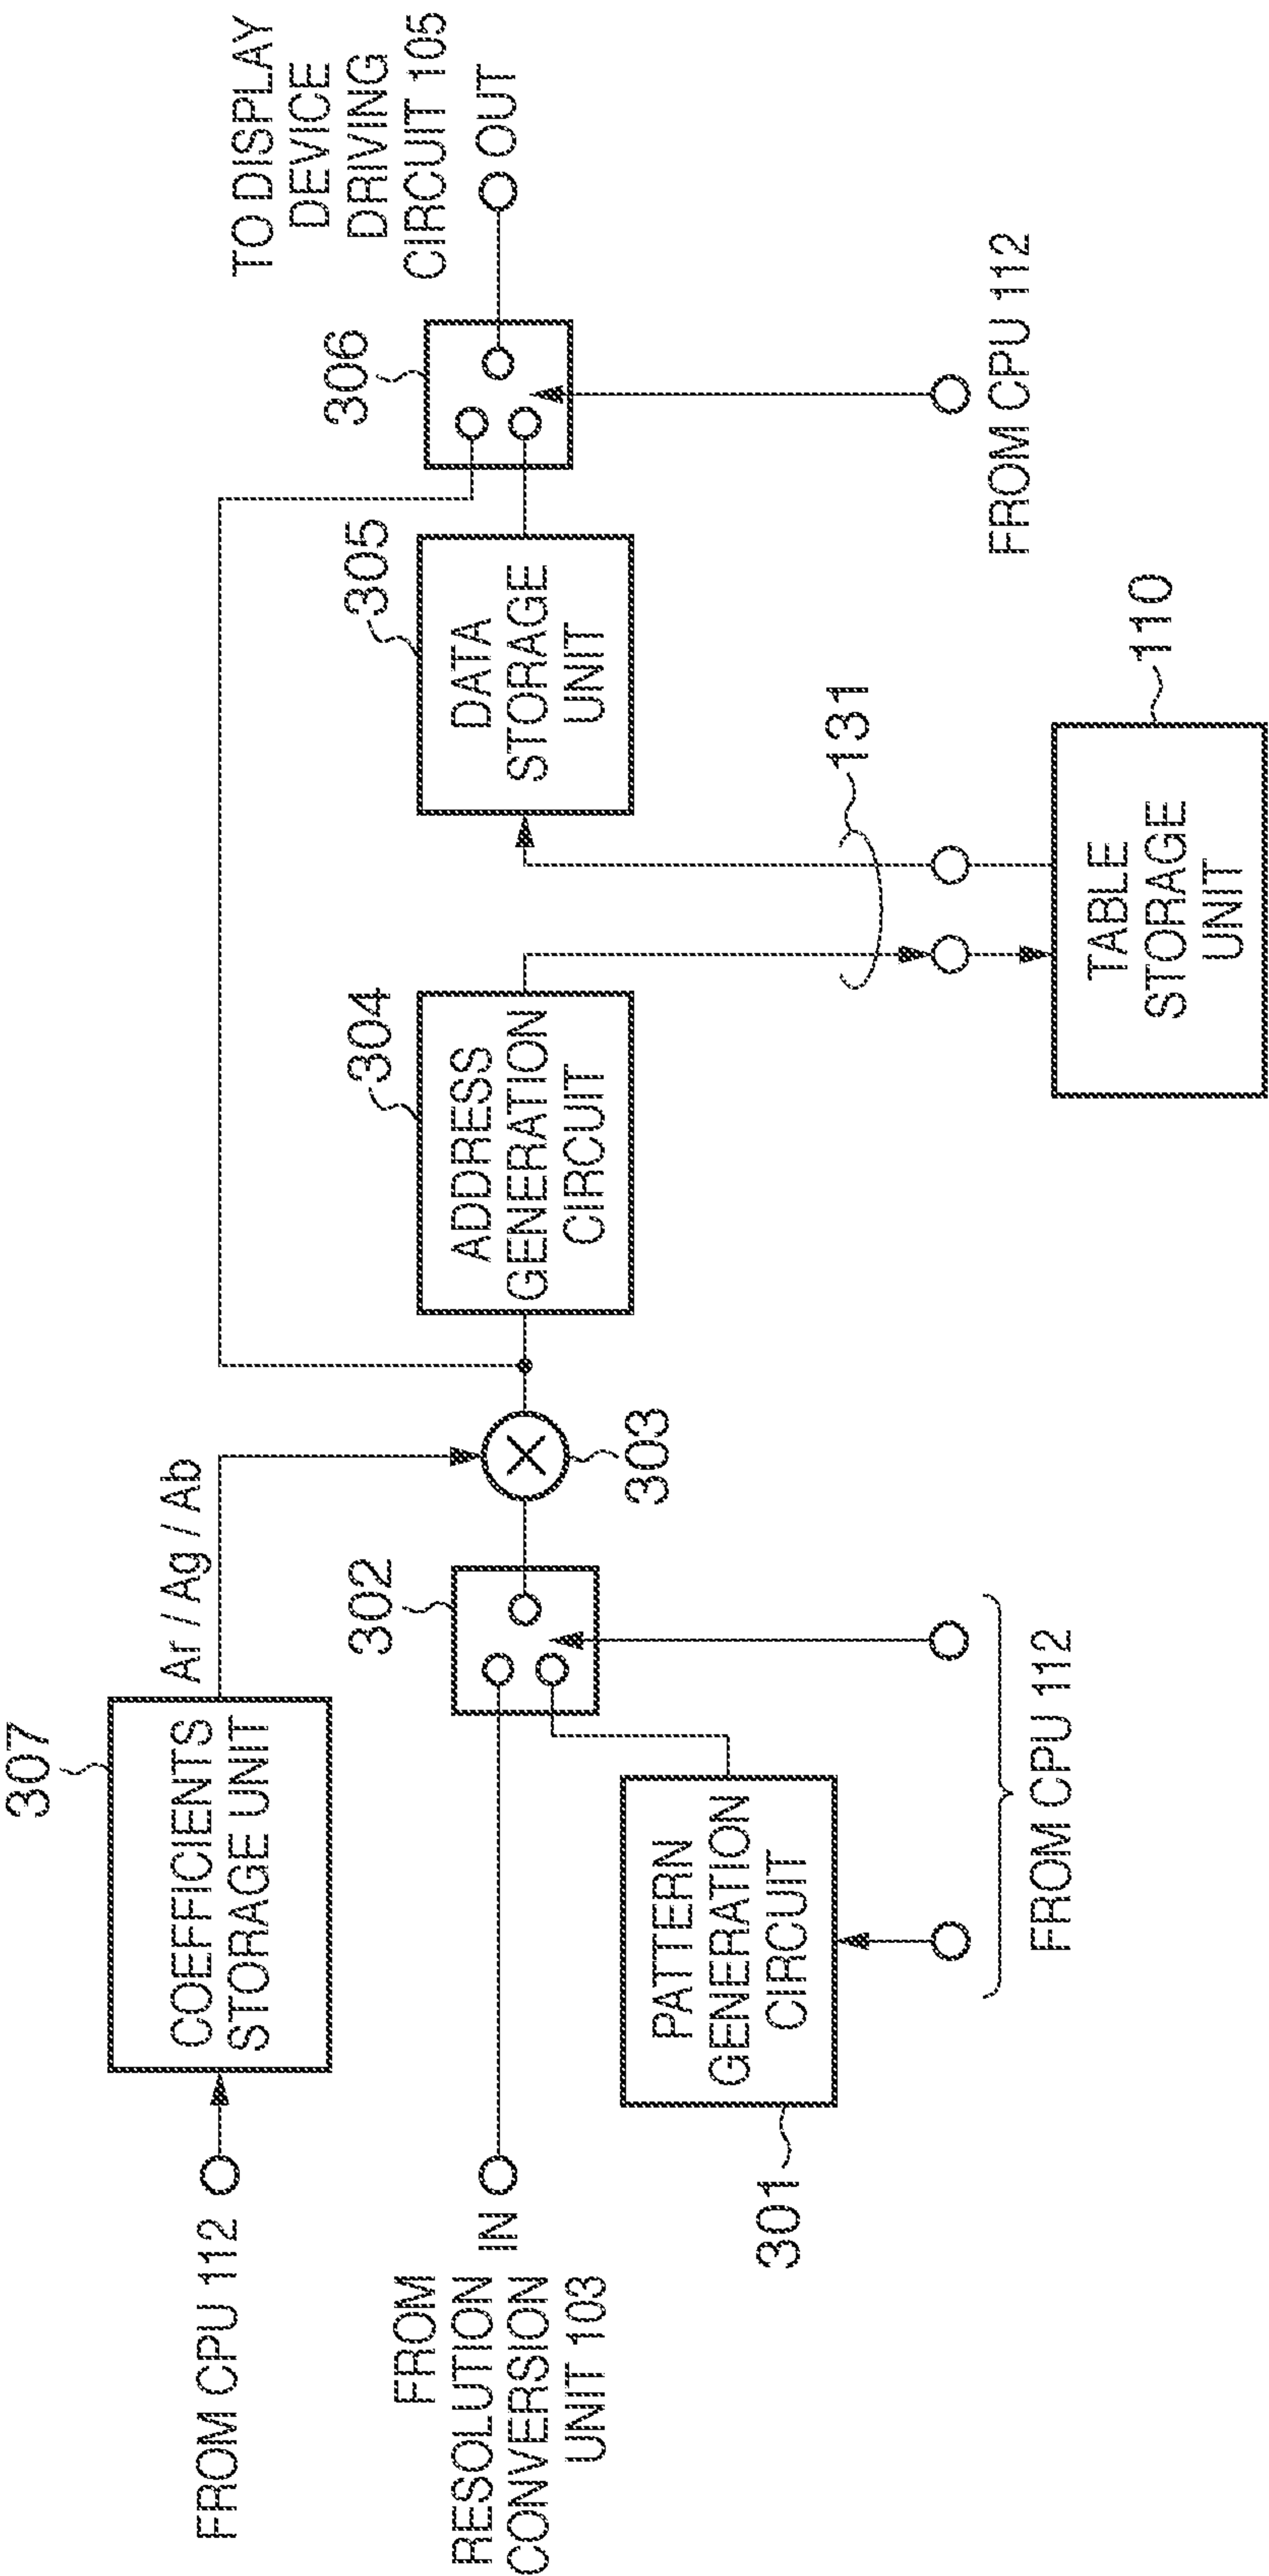 307
FROM CPU 112
COEFFICIENTS
STORAGE UNIT
Ar / Ag / Ab
FROM
RESOLUTION
CONVERSION
UNIT 103
IN
302
303
301
PATTERN
GENERATION
CIRCUIT
FROM CPU 112
304
ADDRESS
GENERATION
CIRCUIT
131
TABLE
STORAGE
UNIT
110
305
DATA
STORAGE
UNIT
306
FROM CPU 112
TO DISPLAY
DEVICE
DRIVING
CIRCUIT 105
OUT